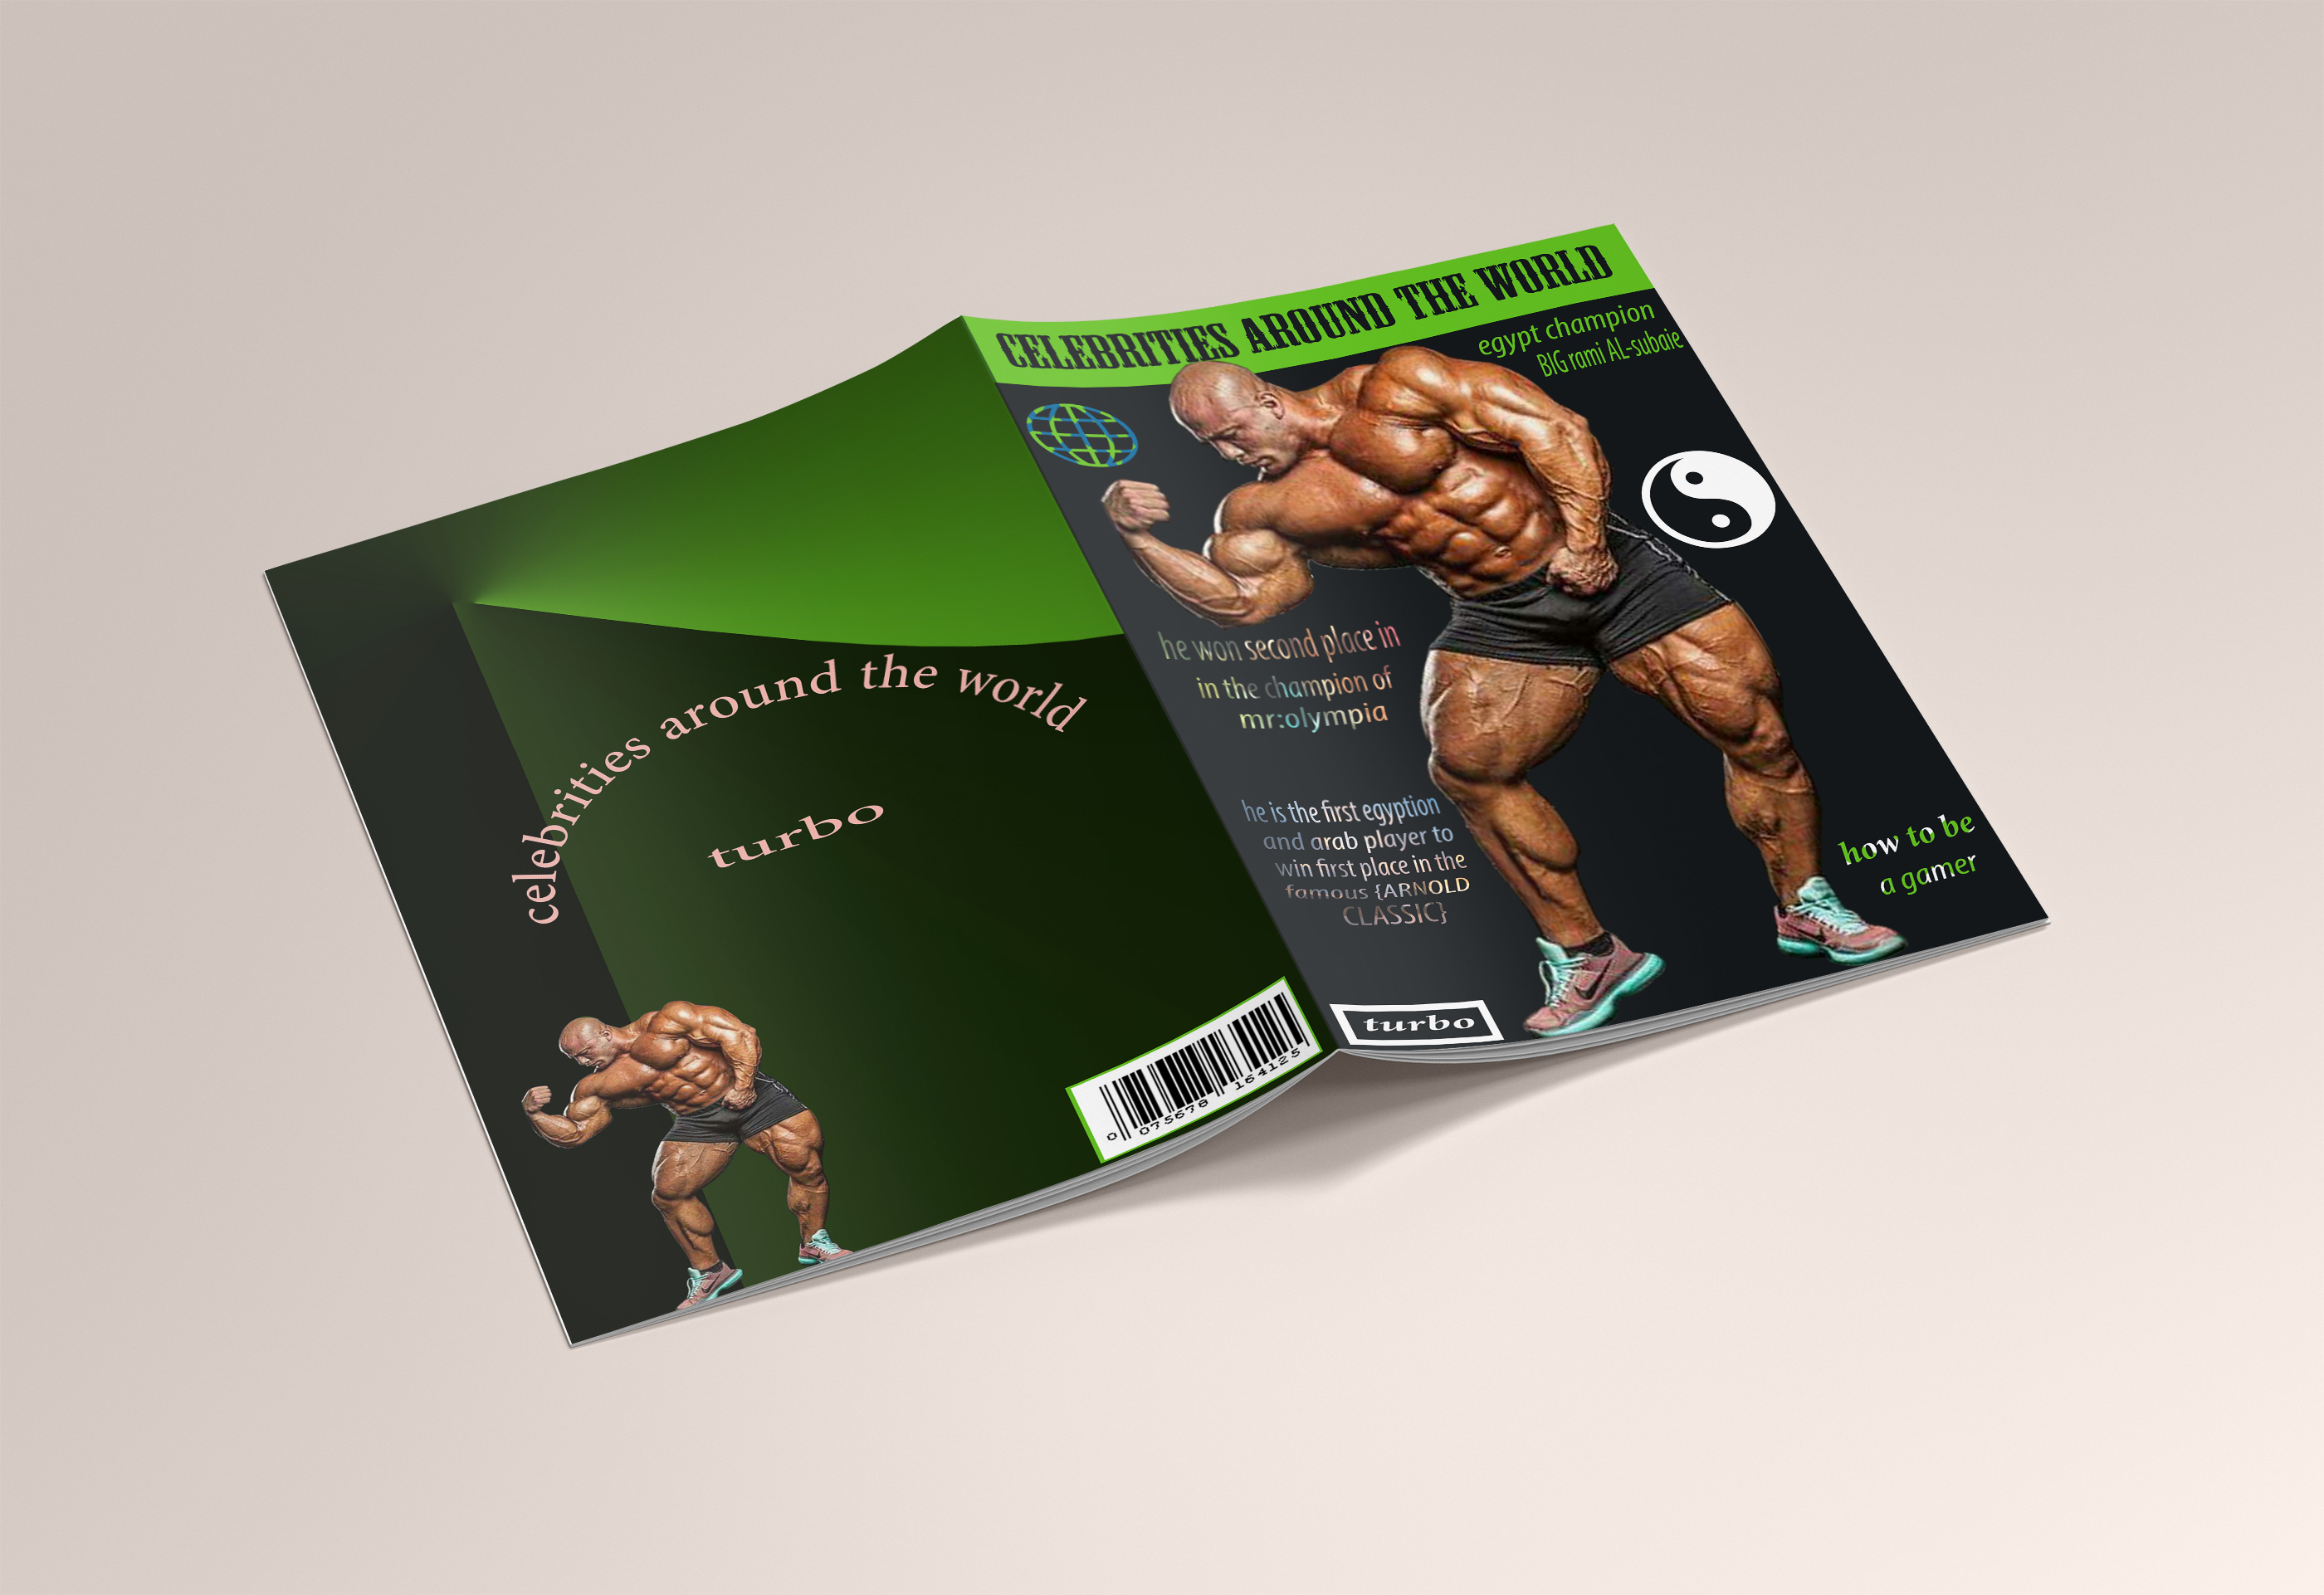 CELEBRITIES AROUND THE WORLD
egypt champion
BIG rami AL-subaie
he won second place in
in the champion of
mr:olympia
he is the first egyption
and arab player to
win first place in the
famous {ARNOLD
CLASSIC}
how to be
a gamer
turbo
celebrities around the world
turbo
0 075678 164125